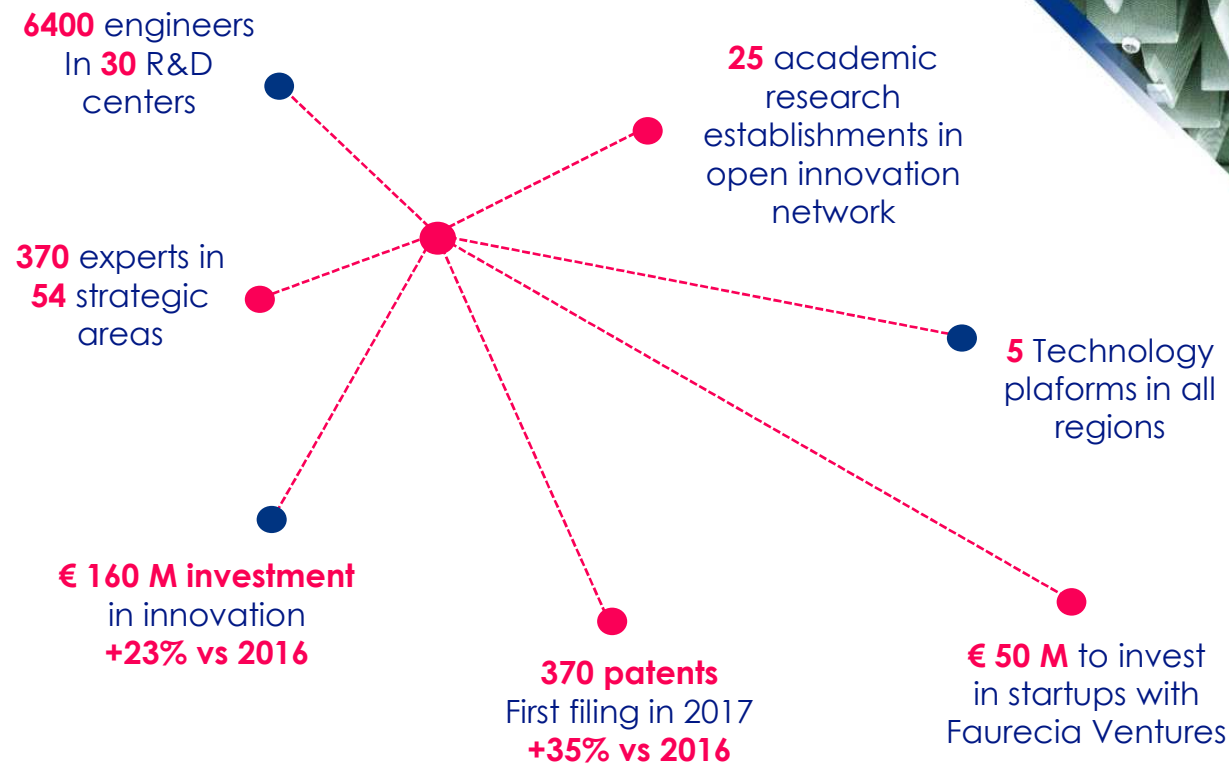 6400 engineers
In 30 R&D
centers
25 academic
research
establishments in
open innovation
network
370 experts in
54 strategic
areas
5 Technology
plaforms in all
regions
€ 160 M investment
in innovation
+23% vs 2016
370 patents
First filing in 2017
+35% vs 2016
€ 50 M to invest
in startups with
Faurecia Ventures